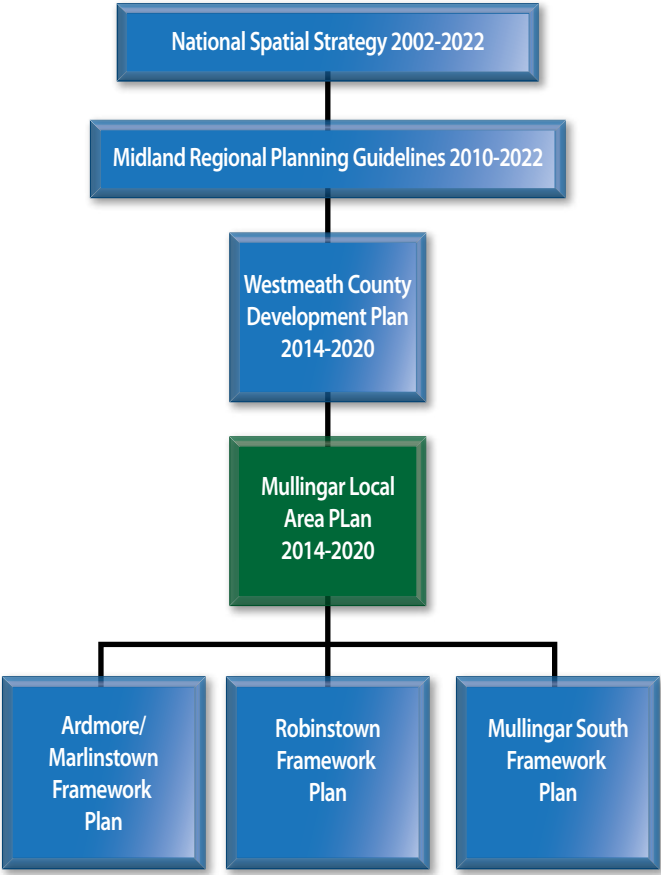 National Spatial Strategy 2002-2022
Midland Regional Planning Guidelines 2010-2022
Westmeath County
Development Plan
2014-2020
Mullingar Local
Area PLan
2014-2020
Ardmore/
Marlinstown
Framework
Plan
Robinstown
Framework
Plan
Mullingar South
Framework
Plan